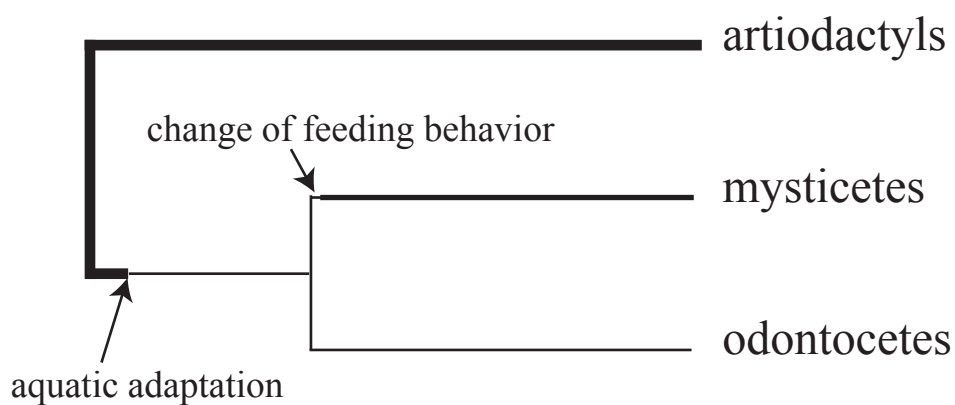 artiodactyls
change of feeding behavior
mysticetes
odontocetes
aquatic adaptation